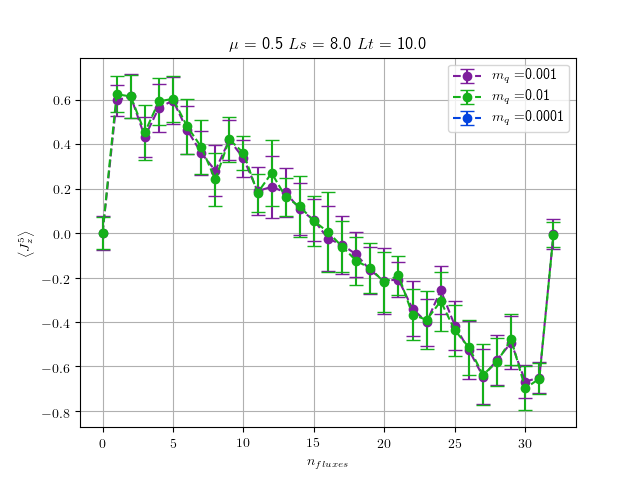 μ = 0.5 Ls = 8.0 Lt = 10.0
m_q =0.001
m_q =0.01
m_q =0.0001
⟨J_z^5⟩
0.6
0.4
0.2
0.0
−0.2
−0.4
−0.6
−0.8
0 5 10 15 20 25 30
n_{fluxes}